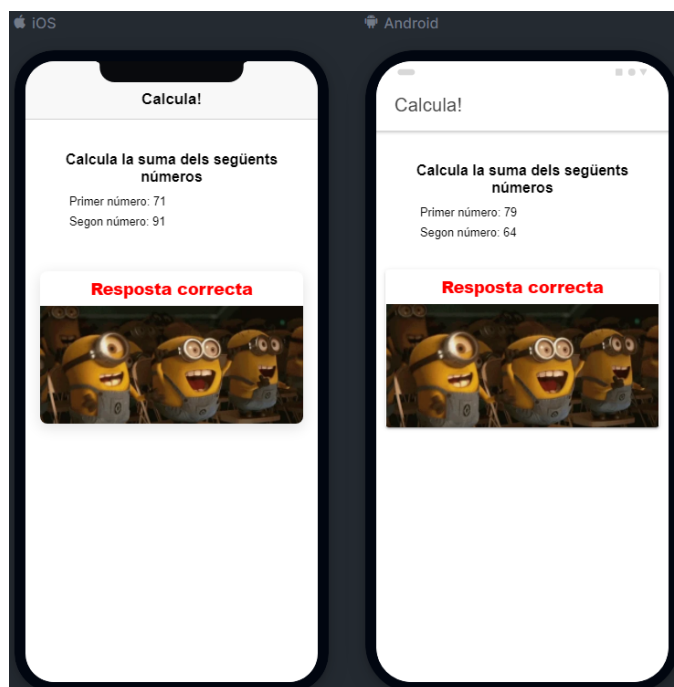 iOS
Calcula!
Calcula la suma dels següents
números
Primer número: 71
Segon número: 91
Resposta correcta
Android
Calcula!
Calcula la suma dels següents
números
Primer número: 79
Segon número: 64
Resposta correcta